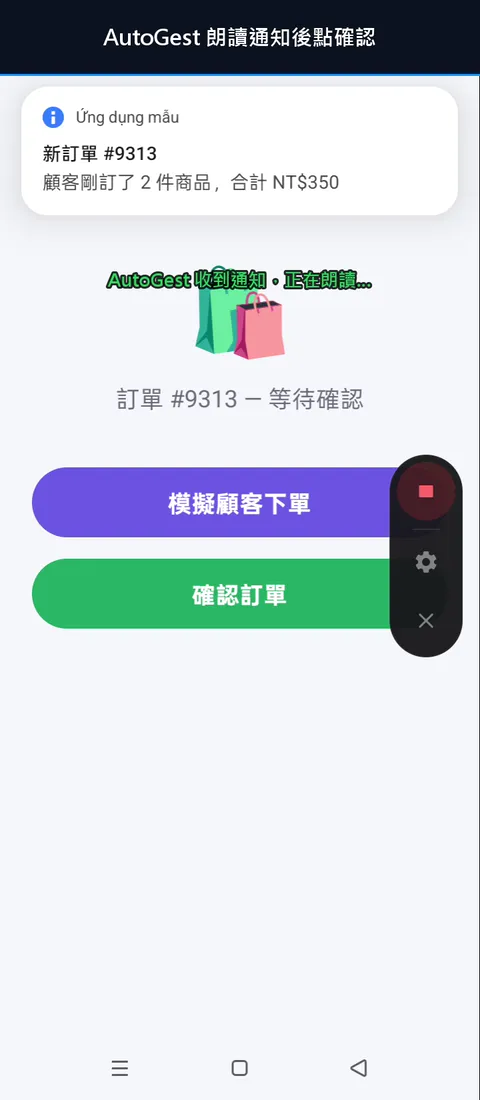 AutoGest 朗讀通知後點確認
Ứng dụng mẫu
新訂單 #9313
顧客剛訂了 2 件商品，合計 NT$350
AutoGest 收到通知，正在朗讀...
訂單 #9313 — 等待確認
模擬顧客下單
確認訂單